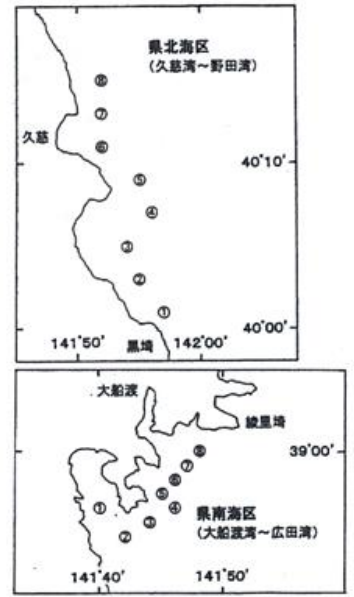 県北海区
(久慈湾～野田湾)
⑧
⑦
久慈
⑥
40°10'
⑤
④
③
②
①
40°00'
141°50'
142°00'
黒埼
大船渡
綾里埼
⑧
39°00'
⑦
⑥
⑤
① ④ 県南海区
③
(大船渡湾～広田湾)
②
141°40'
141°50'